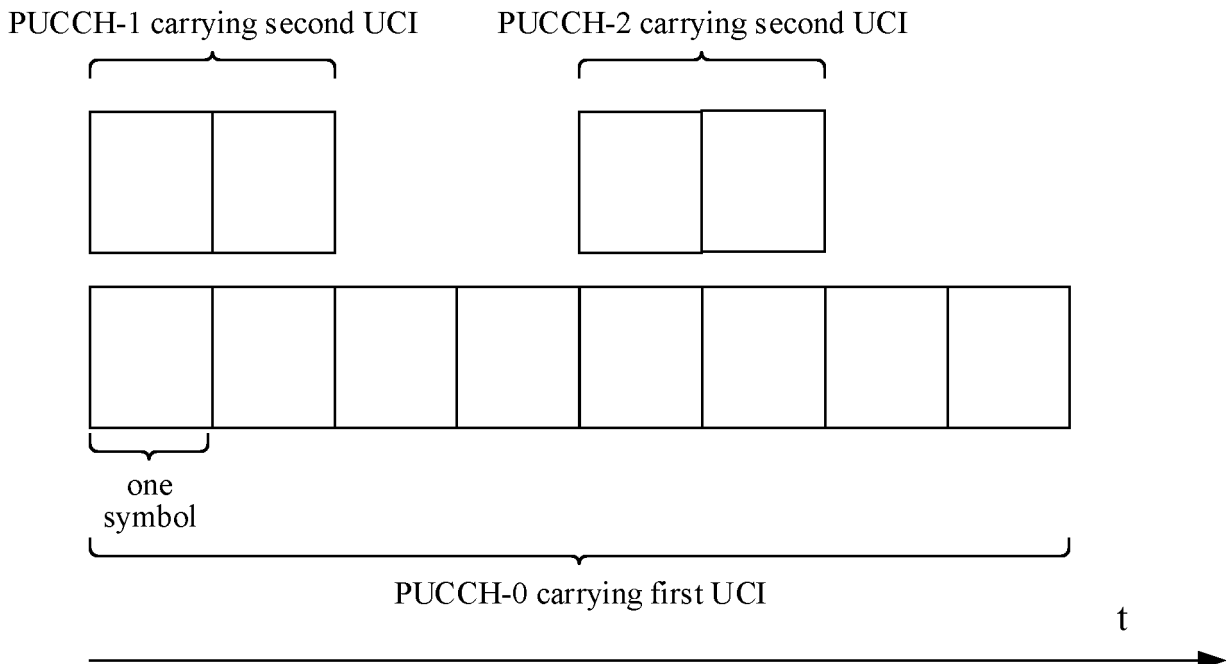 PUCCH-1 carrying second UCI
PUCCH-2 carrying second UCI
one
symbol
PUCCH-0 carrying first UCI
t